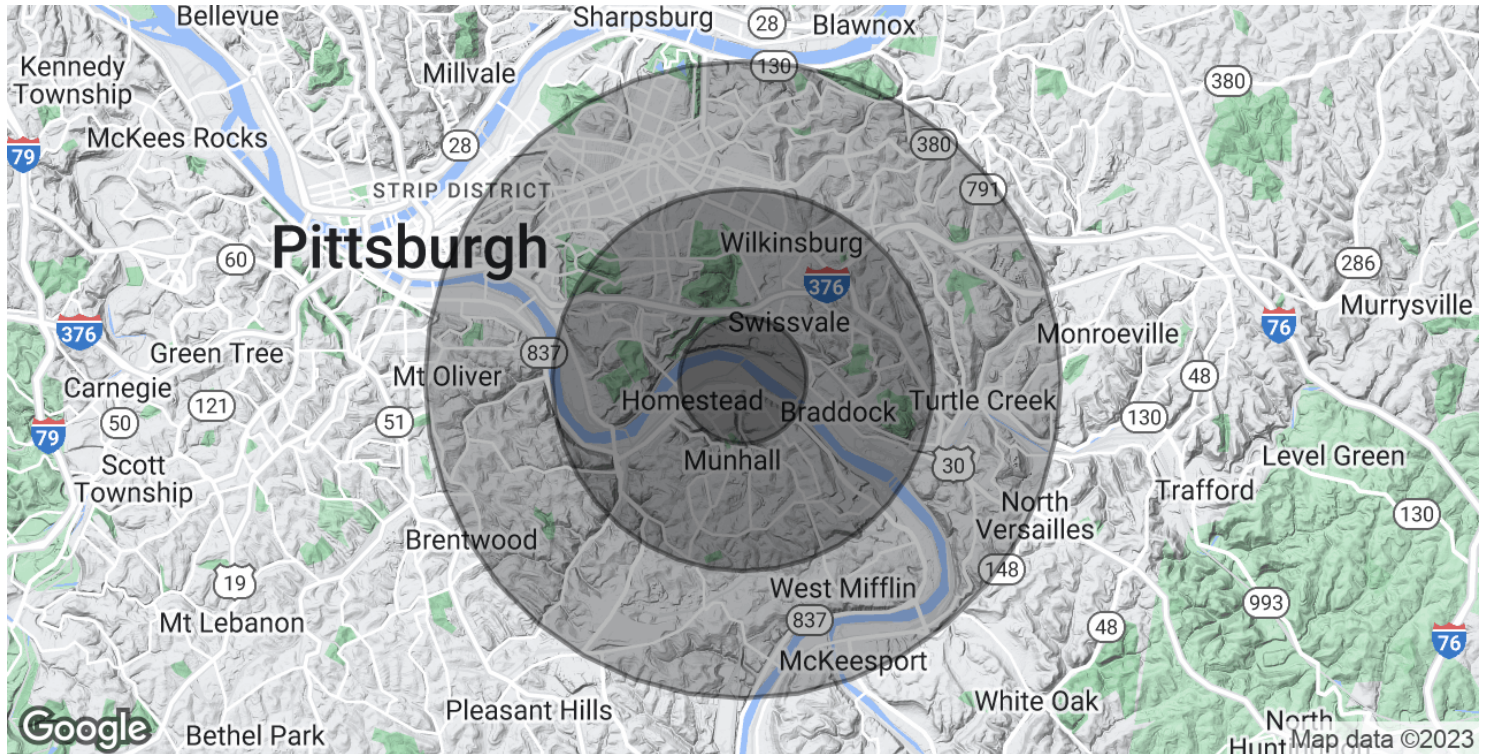 Bellevue
Sharpsburg
28
Blawnox
Kennedy
Township
Millvale
130
380
McKees Rocks
28
380
79
STRIP DISTRICT
791
Pittsburgh
Wilkinsburg
60
286
376
Murrysville
376
Swissvale
76
Monroeville
Green Tree
837
Mt Oliver
48
Carnegie
121
Homestead
Braddock
Turtle Creek
50
51
130
79
Munhall
30
Level Green
Scott
Township
Trafford
North
Versailles
130
Brentwood
148
19
West Mifflin
993
Mt Lebanon
837
48
76
McKeesport
White Oak
Pleasant Hills
Google
Bethel Park
North
Map data ©2023